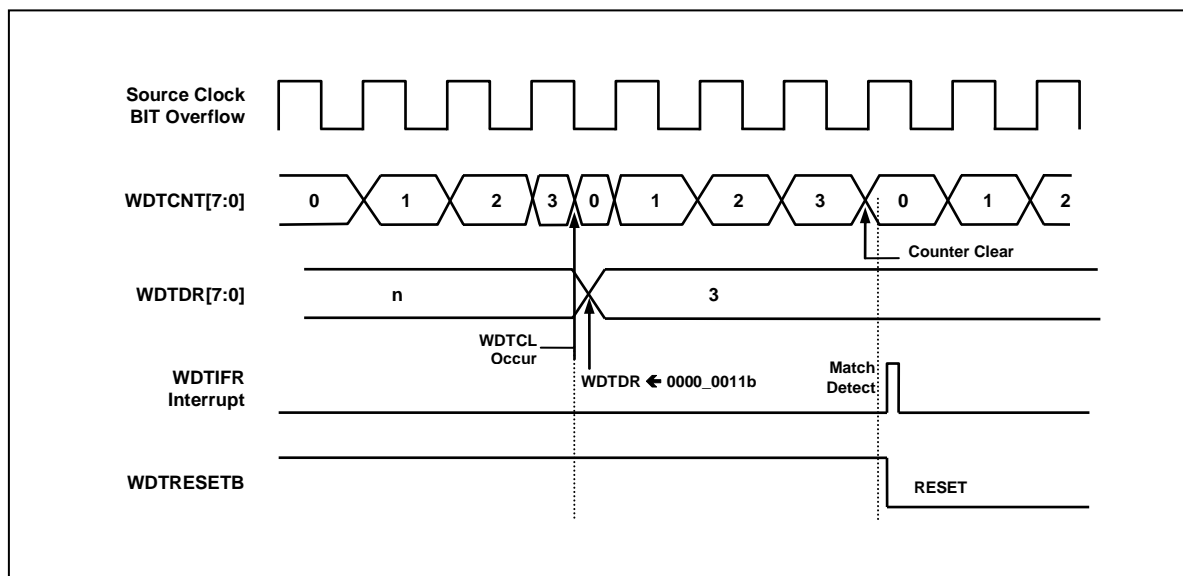 Source Clock
BIT Overflow
WDTCNT[7:0]
0 1 2 3 0 1 2 3 0 1 2
Counter Clear
WDTDR[7:0]
n 3
WDTCL
Occur
WDTDR 🡸 0000_0011b
WDTIFR
Interrupt
Match
Detect
WDTRESETB
RESET